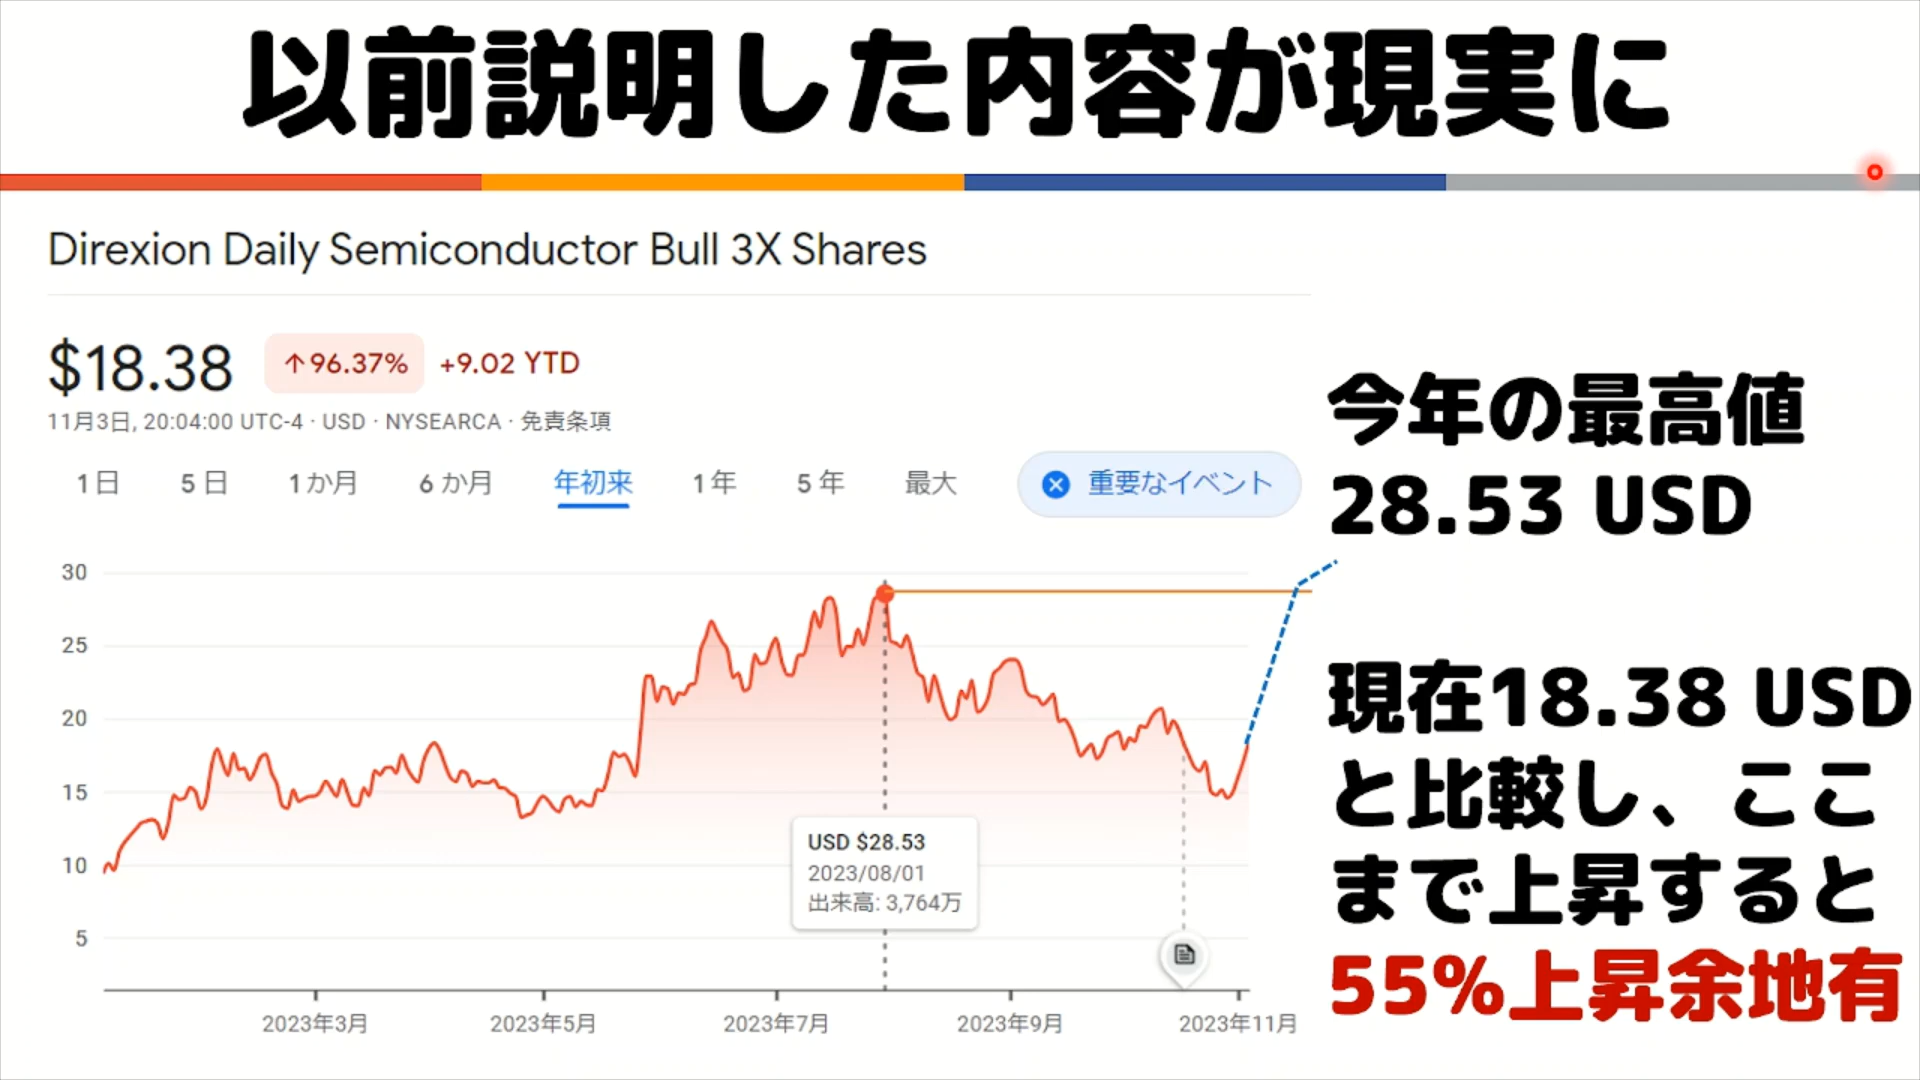 以前説明した内容が現実に
Direxion Daily Semiconductor Bull 3X Shares
$18.38 ↑96.37% +9.02 YTD
11月3日, 20:04:00 UTC-4 · USD · NYSEARCA · 免責条項
1日 5日 1か月 6か月 年初来 1年 5年 最大 重要なイベント
今年の最高値
28.53 USD
現在18.38 USD
と比較し、ここ
まで上昇すると
55%上昇余地有
30
25
20
15
10
5
USD $28.53
2023/08/01
出来高: 3,764万
2023年3月 2023年5月 2023年7月 2023年9月 2023年11月